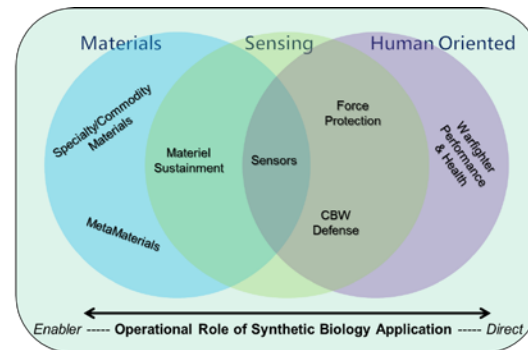 Materials
Sensing
Human Oriented
Specialty/Commodity
Materials
MetaMaterials
Materiel
Sustainment
Sensors
Force
Protection
CBW
Defense
Warfighter
Performance
& Health
Enabler ----- Operational Role of Synthetic Biology Application ----- Direct